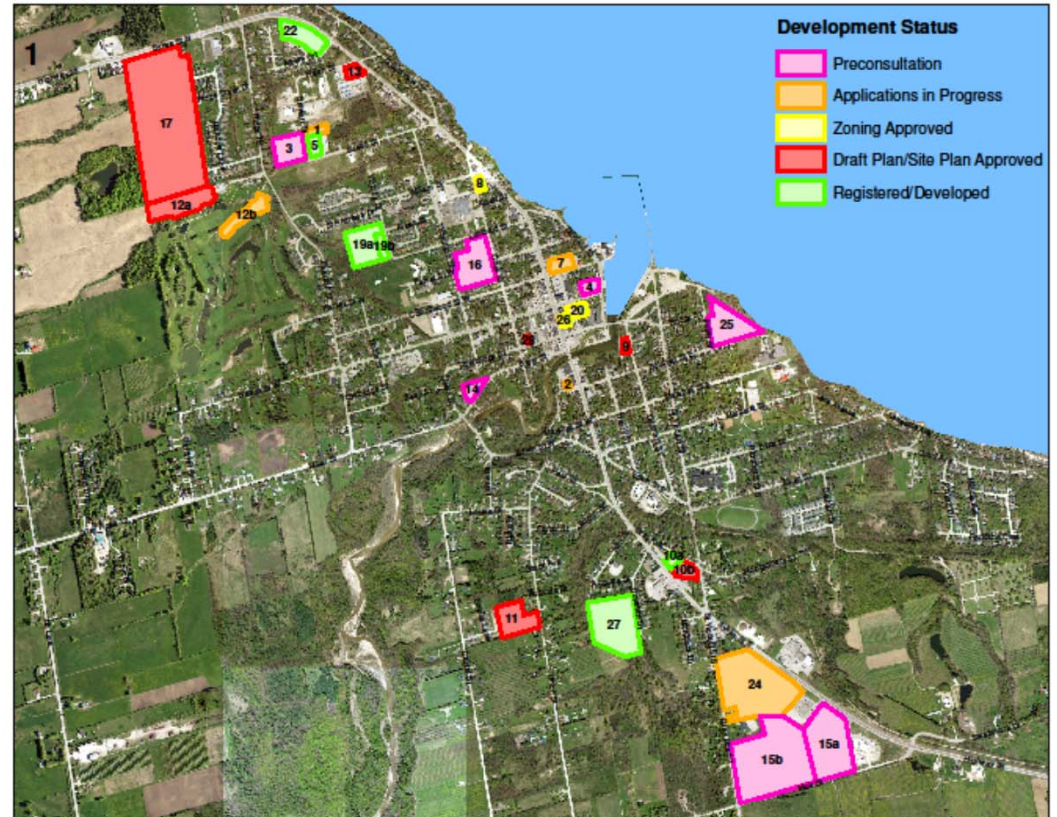 1
Development Status
Preconsultation
Applications in Progress
Zoning Approved
Draft Plan/Site Plan Approved
Registered/Developed
22
13
17
1
3
5
8
12a
12b
19a
19b
16
7
4
20
26
25
9
14
2
10a
10b
11
27
24
15b
15a